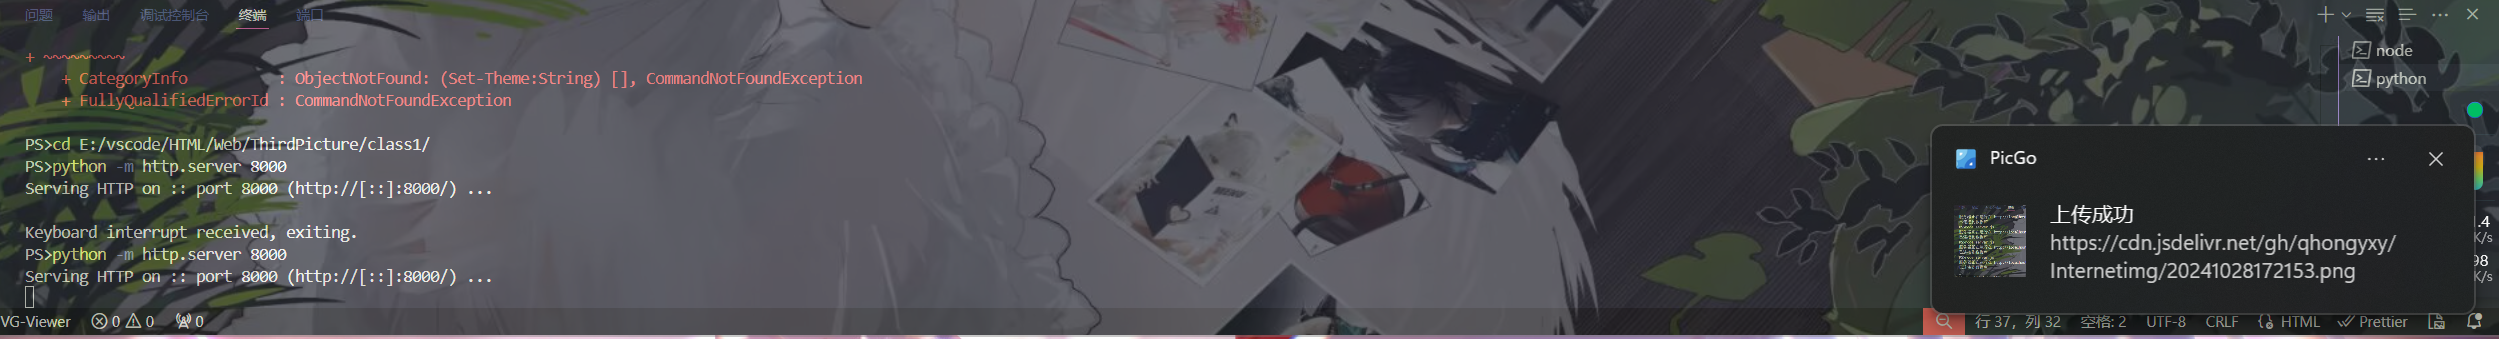 问题 输出 调试控制台 终端 端口
+ ~~~~~~~~~
+ CategoryInfo : ObjectNotFound: (Set-Theme:String) [], CommandNotFoundException
+ FullyQualifiedErrorId : CommandNotFoundException
PS>cd E:/vscode/HTML/Web/ThirdPicture/class1/
PS>python -m http.server 8000
Serving HTTP on :: port 8000 (http://[::]:8000/) ...
Keyboard interrupt received, exiting.
PS>python -m http.server 8000
Serving HTTP on :: port 8000 (http://[::]:8000/) ...
node
python
PicGo
上传成功
https://cdn.jsdelivr.net/gh/qhongyxy/
Internetimg/20241028172153.png
1.4
K/s
98
K/s
VG-Viewer 0 0 0 行 37，列 32 空格: 2 UTF-8 CRLF HTML Prettier